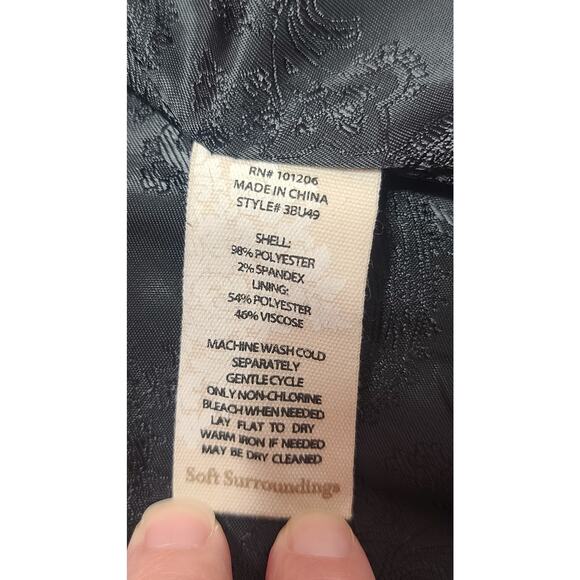 RN# 101206
MADE IN CHINA
STYLE# 3BU49
SHELL:
98% POLYESTER
2% SPANDEX
LINING:
54% POLYESTER
46% VISCOSE
MACHINE WASH COLD
SEPARATELY
GENTLE CYCLE
ONLY NON-CHLORINE
BLEACH WHEN NEEDED
LAY FLAT TO DRY
WARM IRON IF NEEDED
MAY BE DRY CLEANED
Soft Surroundings